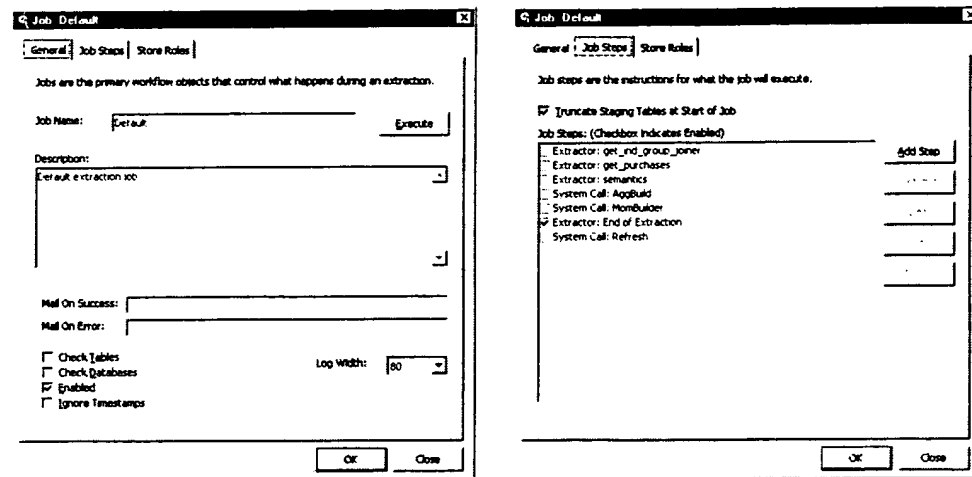 Job Default
General Job Steps Store Roles
Jobs are the primary workflow objects that control what happens during an extraction.
Job Name: Default Execute
Description:
Default extraction job
Mail On Success:
Mail On Error:
Check Tables
Check Databases
Enabled
Ignore Timestamps
Log Width: 80
OK Close
Job Default
General Job Steps Store Roles
Job steps are the instructions for what the job will execute.
Truncate Staging Tables at Start of Job
Job Steps: (Checkbox Indicates Enabled)
Extractor: get_ind_group_joiner
Extractor: get_purchases
Extractor: semantics
System Call: AggBuild
System Call: MomBuilder
Extractor: End of Extraction
System Call: Refresh
Add Step
OK Close